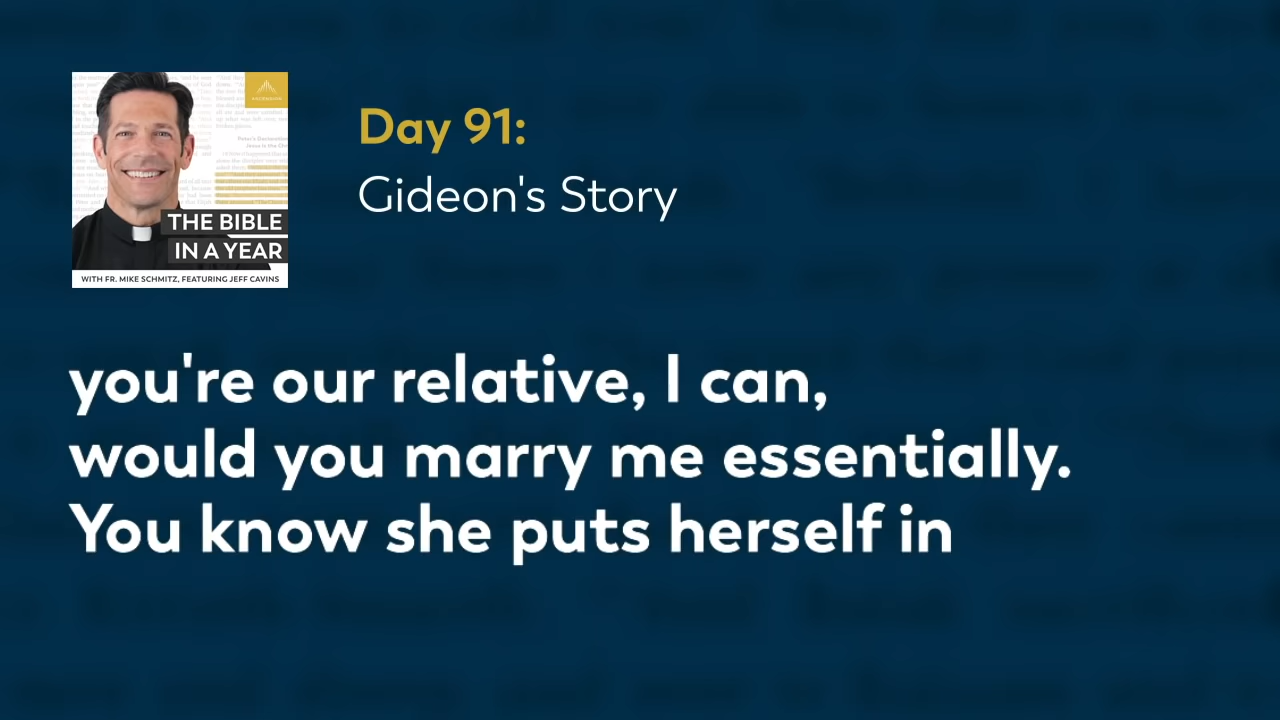 THE BIBLE
IN A YEAR
WITH FR. MIKE SCHMITZ, FEATURING JEFF CAVINS
Day 91:
Gideon's Story
you're our relative, I can,
would you marry me essentially.
You know she puts herself in